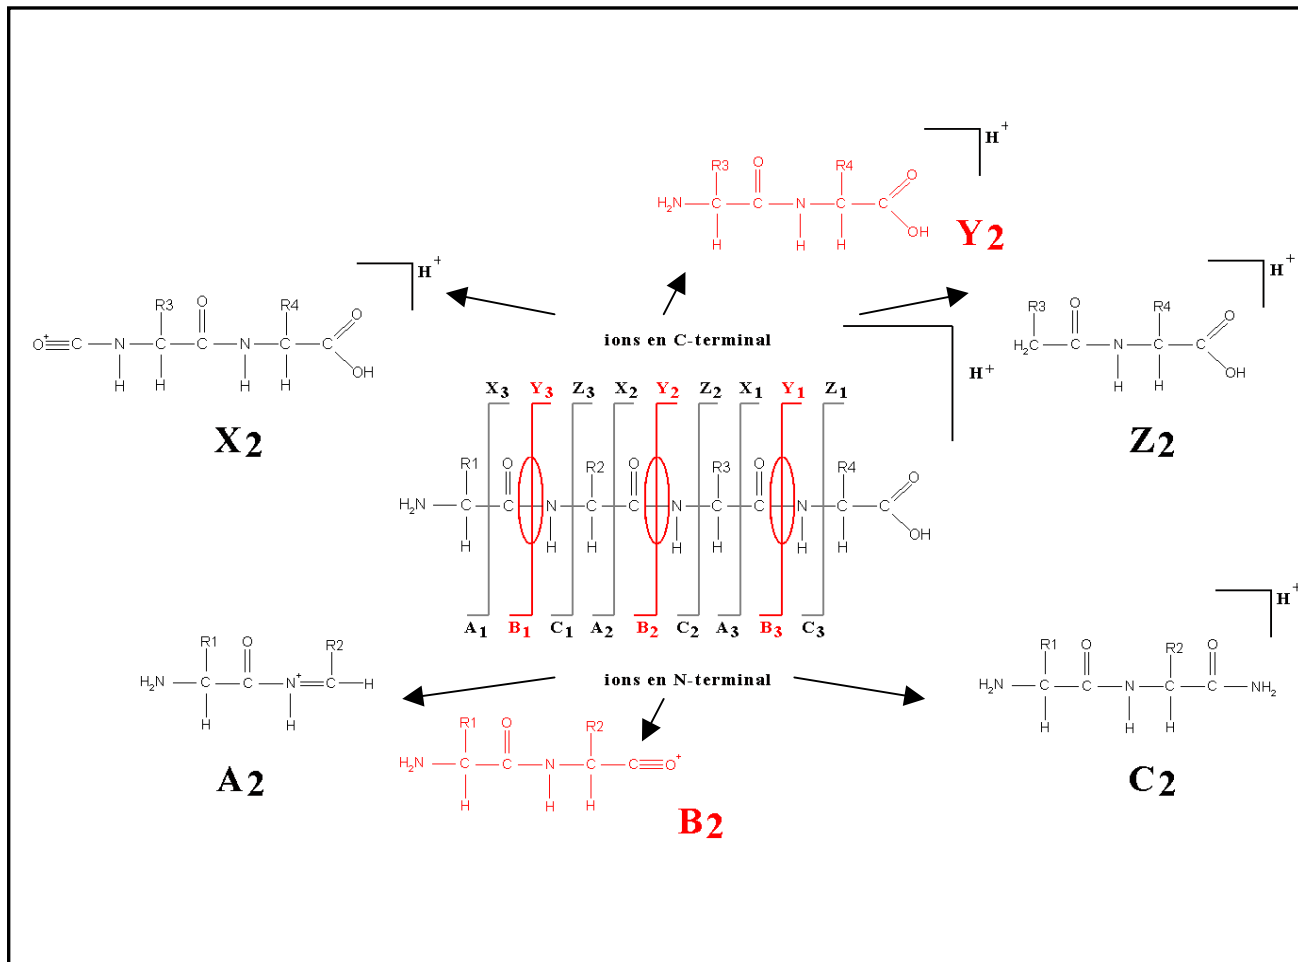 H+
R3 O R4 O
H2N C C N C C
H H H OH
Y2
H+
R3 O R4 O
O+ C N C C N C C
H H H H OH
X2
H+
R3 O R4 O
H2C C N C C
H H OH
Z2
ions en C-terminal
H+
X3 Y3 Z3 X2 Y2 Z2 X1 Y1 Z1
R1 O R2 O R3 O R4 O
H2N C C N C C N C C N C C
H H H H H H H OH
A1 B1 C1 A2 B2 C2 A3 B3 C3
ions en N-terminal
R1 O R2
H2N C C N+ C H
H H
A2
R1 O R2
H2N C C N C C O+
H H H
B2
H+
R1 O R2 O
H2N C C N C C NH2
H H H
C2